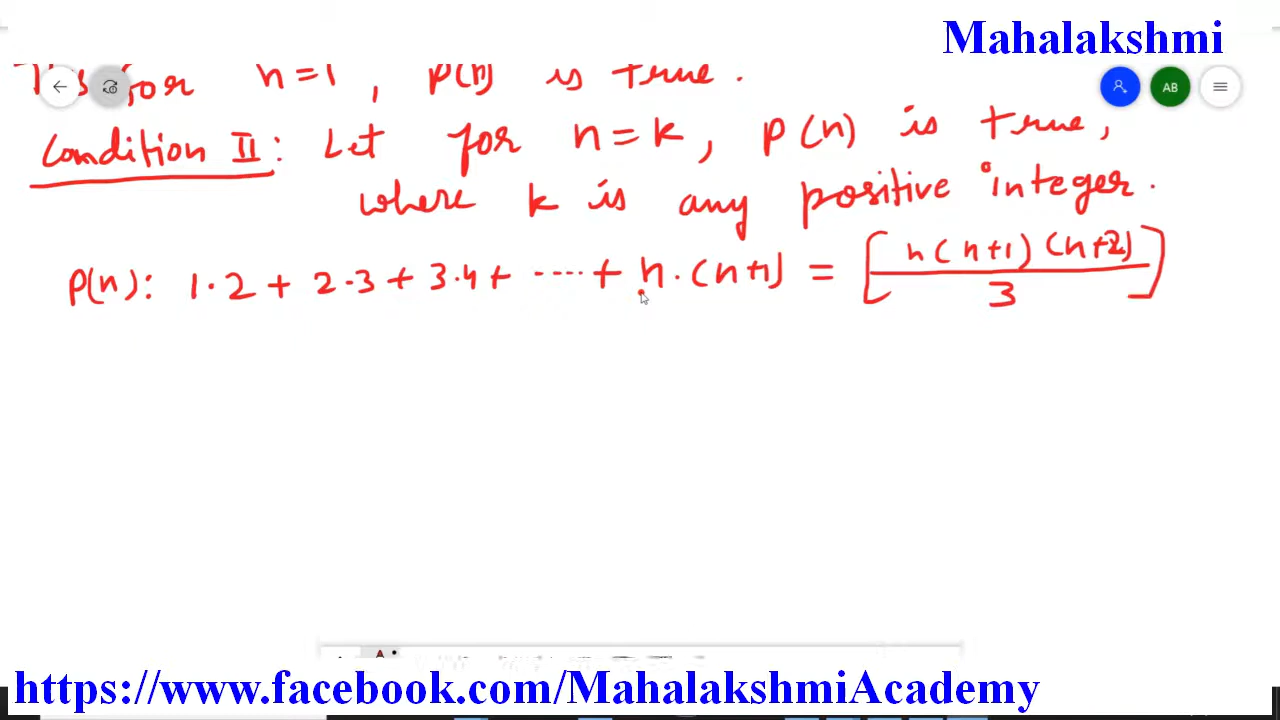 Mahalakshmi
for n=1, P(n) is true.
AB
Condition II: Let for n=k, P(n) is true,
where k is any positive integer.
P(n): 1·2 + 2·3 + 3·4 + ····· + n·(n+1) = [n(n+1)(n+2)/3]
https://www.facebook.com/MahalakshmiAcademy